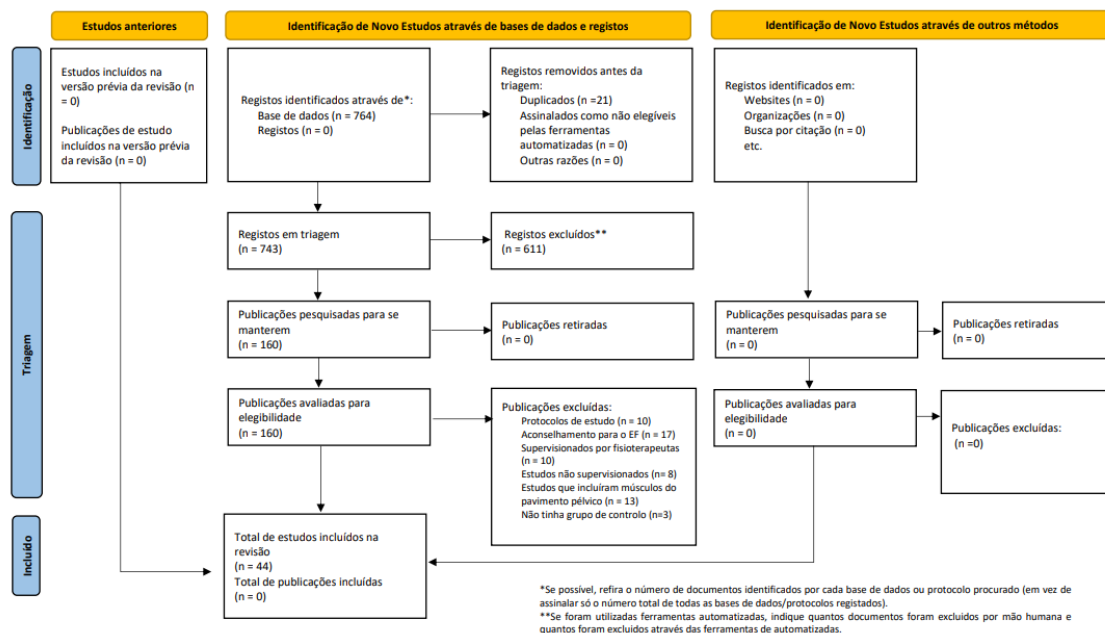 Estudos anteriores
Identificação de Novo Estudos através de bases de dados e registos
Identificação de Novo Estudos através de outros métodos
Identificação
Estudos incluídos na
versão prévia da revisão (n
= 0)
Publicações de estudo
incluídos na versão prévia
da revisão (n = 0)
Registos identificados através de*:
Base de dados (n = 764)
Registos (n = 0)
Registos removidos antes da
triagem:
Duplicados (n =21)
Assinalados como não elegíveis
pelas ferramentas
automatizadas (n = 0)
Outras razões (n = 0)
Registos identificados em:
Websites (n = 0)
Organizações (n = 0)
Busca por citação (n = 0)
etc.
Triagem
Registos em triagem
(n = 743)
Registos excluídos**
(n = 611)
Publicações pesquisadas para se
manterem
(n = 160)
Publicações retiradas
(n = 0)
Publicações pesquisadas para se
manterem
(n = 0)
Publicações retiradas
(n = 0)
Publicações avaliadas para
elegibilidade
(n = 160)
Publicações excluídas:
Protocolos de estudo (n = 10)
Aconselhamento para o EF (n = 17)
Supervisionados por fisioterapeutas
(n = 10)
Estudos não supervisionados (n= 8)
Estudos que incluíram músculos do
pavimento pélvico (n = 13)
Não tinha grupo de controlo (n=3)
Publicações avaliadas para elegibilidade
(n = 0)
Publicações excluídas:
(n =0)
Incluído
Total de estudos incluídos na
revisão
(n = 44)
Total de publicações incluídas
(n = 0)
*Se possível, refira o número de documentos identificados por cada base de dados ou protocolo procurado (em vez de
assinalar só o número total de todas as bases de dados/protocolos registados).
**Se foram utilizadas ferramentas automatizadas, indique quantos documentos foram excluidos por mão humana e
quantos foram excluidos através das ferramentas de automatizadas.